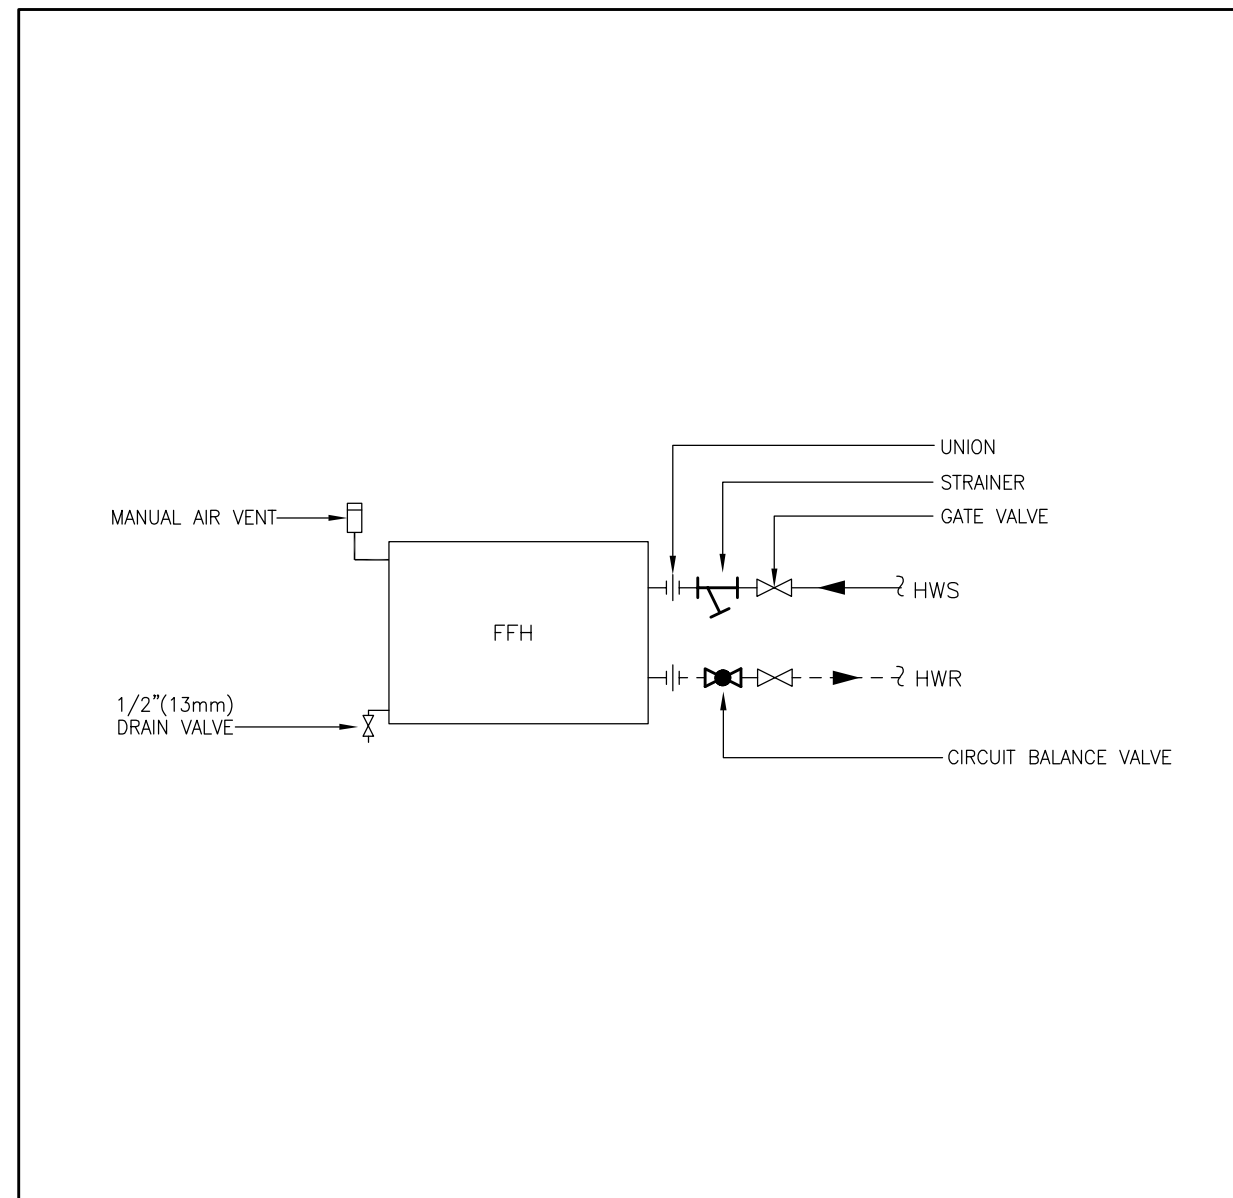 UNION
STRAINER
GATE VALVE
MANUAL AIR VENT
HWS
FFH
HWR
1/2"(13mm)
DRAIN VALVE
CIRCUIT BALANCE VALVE